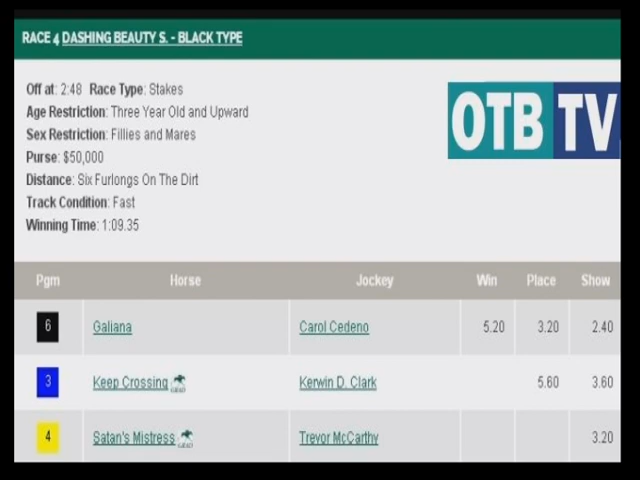 RACE 4 DASHING BEAUTY S. - BLACK TYPE
Off at: 2:48 Race Type: Stakes
Age Restriction: Three Year Old and Upward
Sex Restriction: Fillies and Mares
Purse: $50,000
Distance: Six Furlongs On The Dirt
Track Condition: Fast
Winning Time: 1:09.35
OTB TV
Pgm Horse Jockey Win Place Show
6 Galiana Carol Cedeno 5.20 3.20 2.40
3 Keep Crossing Kerwin D. Clark 5.60 3.60
4 Satan's Mistress Trevor McCarthy 3.20